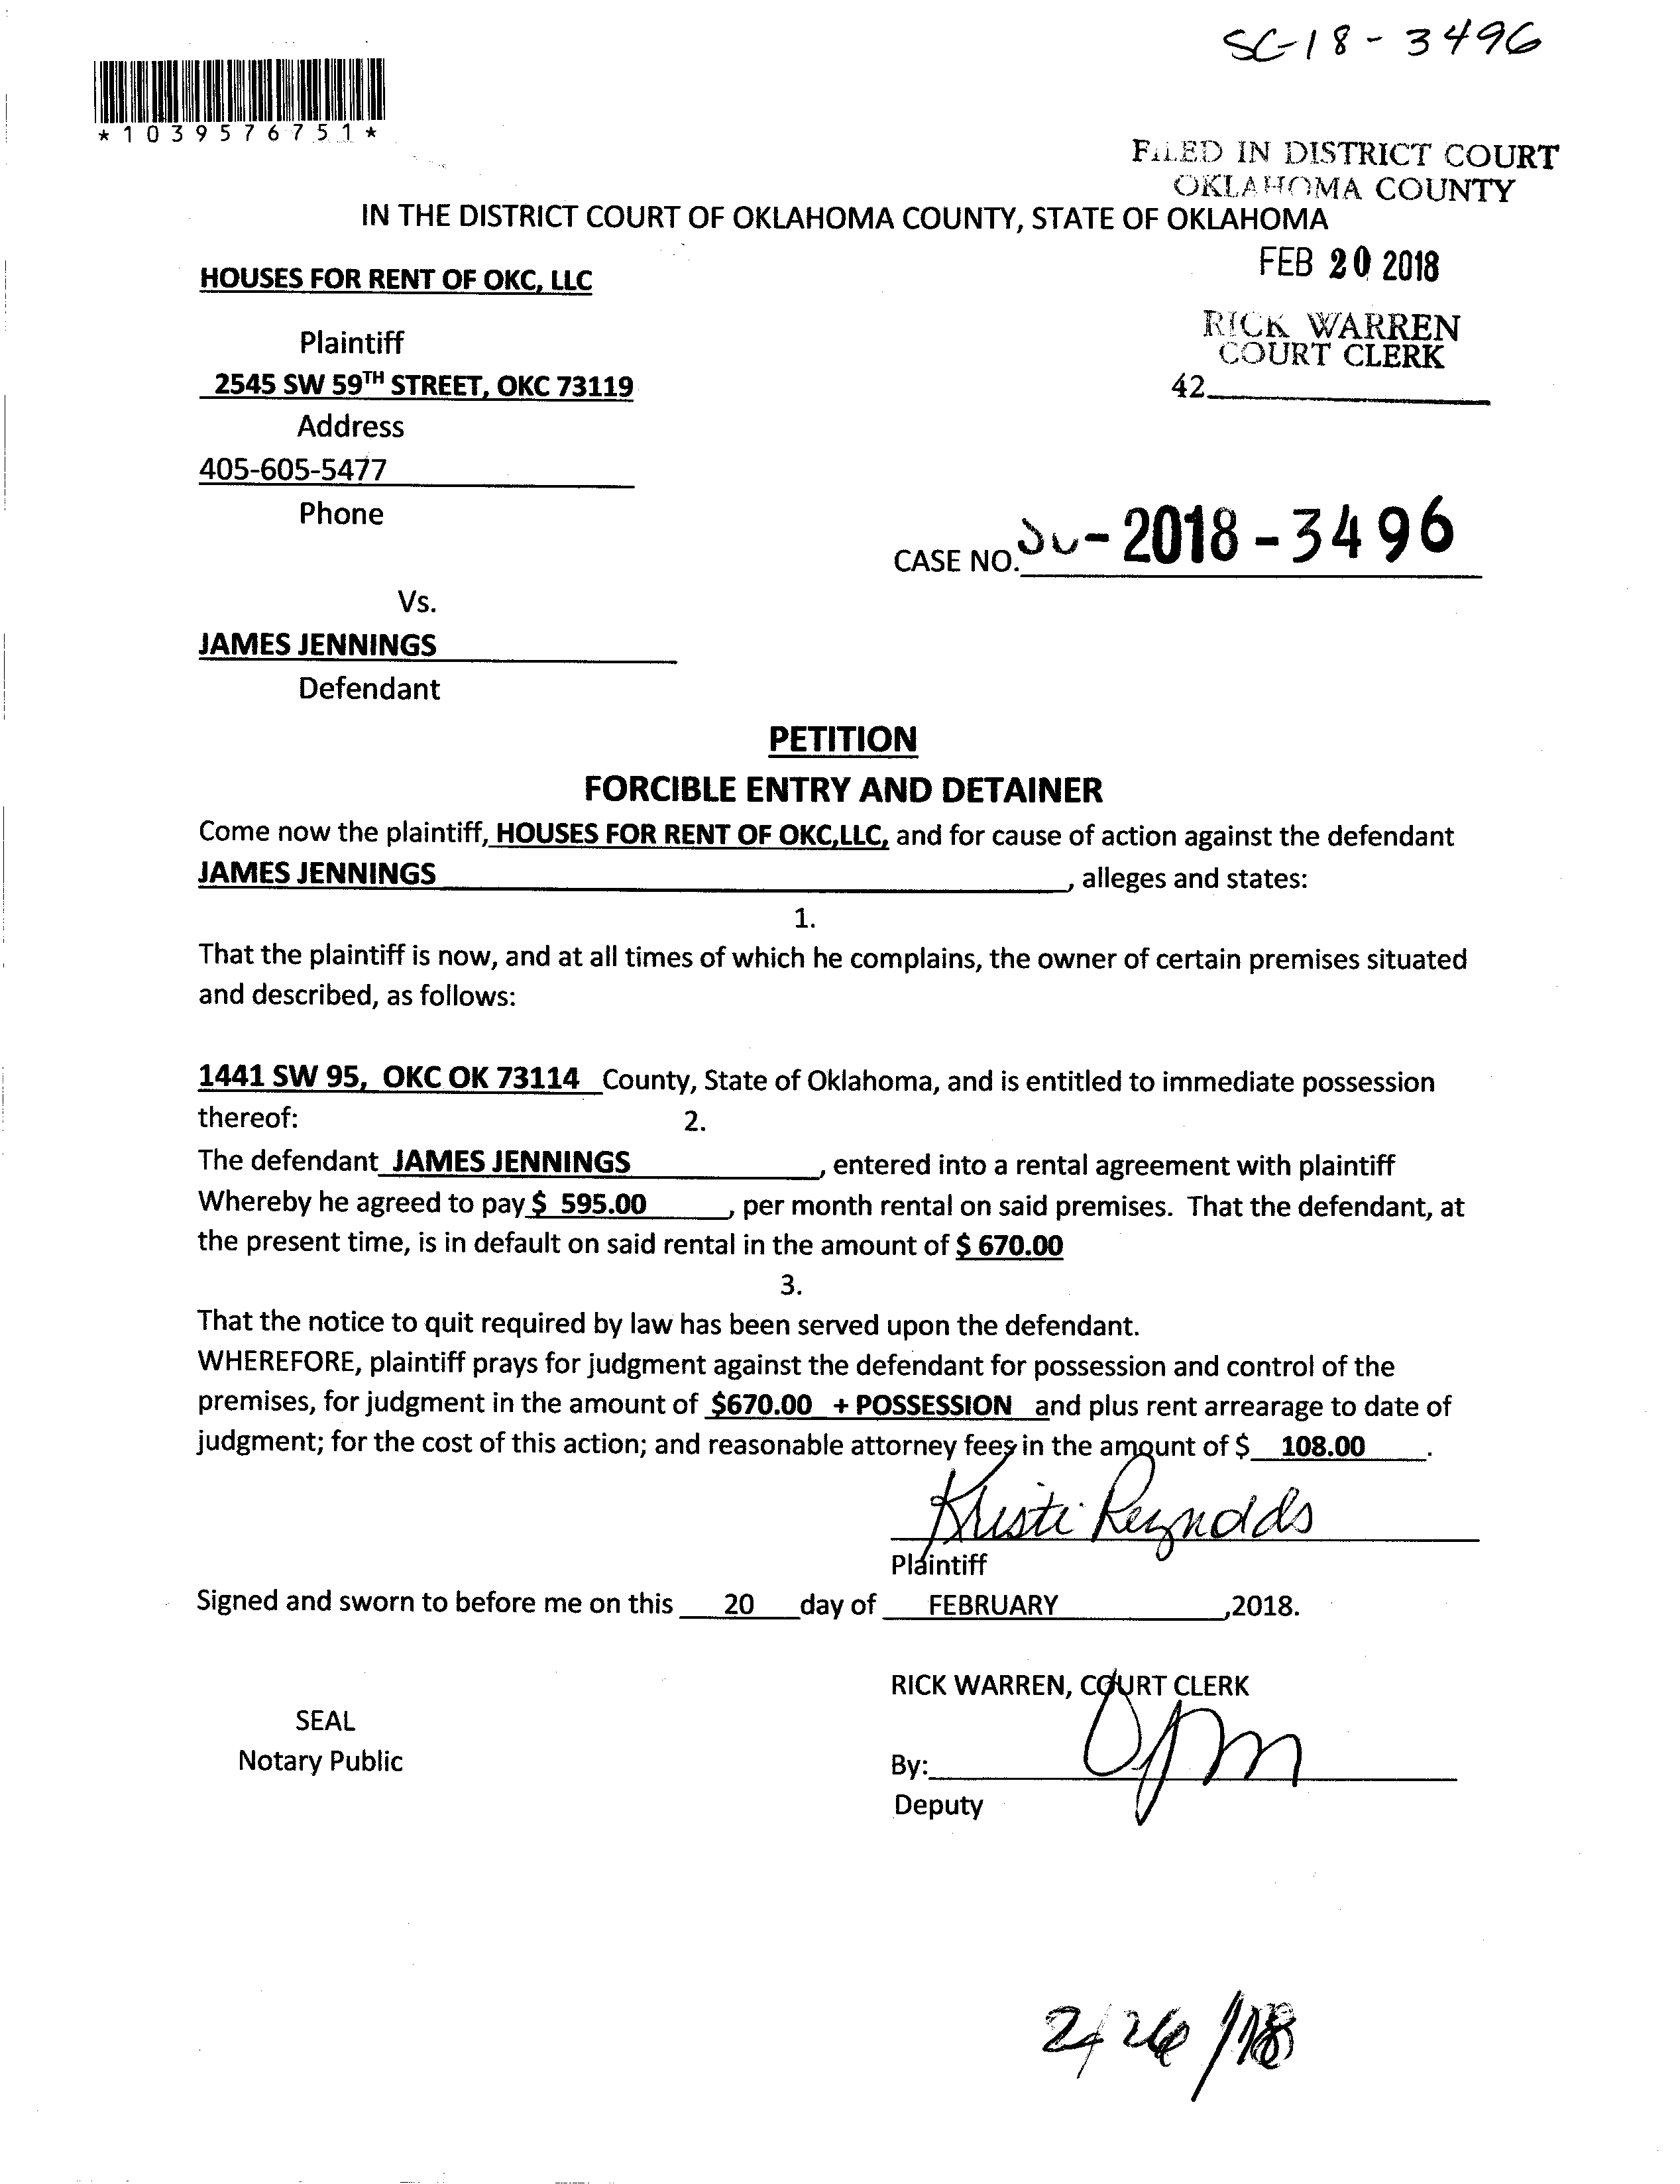 SC-18-3496
*1039576751*
FILED IN DISTRICT COURT
OKLAHOMA COUNTY
IN THE DISTRICT COURT OF OKLAHOMA COUNTY, STATE OF OKLAHOMA
FEB 20 2018
HOUSES FOR RENT OF OKC, LLC
RICK WARREN
COURT CLERK
Plaintiff
42
2545 SW 59TH STREET, OKC 73119
Address
405-605-5477
Phone
CASE NO. SC-2018-3496
Vs.
JAMES JENNINGS
Defendant
PETITION
FORCIBLE ENTRY AND DETAINER
Come now the plaintiff, HOUSES FOR RENT OF OKC,LLC, and for cause of action against the defendant
JAMES JENNINGS, alleges and states:
1.
That the plaintiff is now, and at all times of which he complains, the owner of certain premises situated
and described, as follows:
1441 SW 95, OKC OK 73114 County, State of Oklahoma, and is entitled to immediate possession
thereof: 2.
The defendant JAMES JENNINGS, entered into a rental agreement with plaintiff
Whereby he agreed to pay $ 595.00, per month rental on said premises. That the defendant, at
the present time, is in default on said rental in the amount of $ 670.00
3.
That the notice to quit required by law has been served upon the defendant.
WHEREFORE, plaintiff prays for judgment against the defendant for possession and control of the
premises, for judgment in the amount of $670.00 + POSSESSION and plus rent arrearage to date of
judgment; for the cost of this action; and reasonable attorney fees in the amount of $ 108.00.
Kristi Reynolds
Plaintiff
Signed and sworn to before me on this 20 day of FEBRUARY,2018.
RICK WARREN, COURT CLERK
SEAL
Notary Public
By:
Deputy
2/26/18